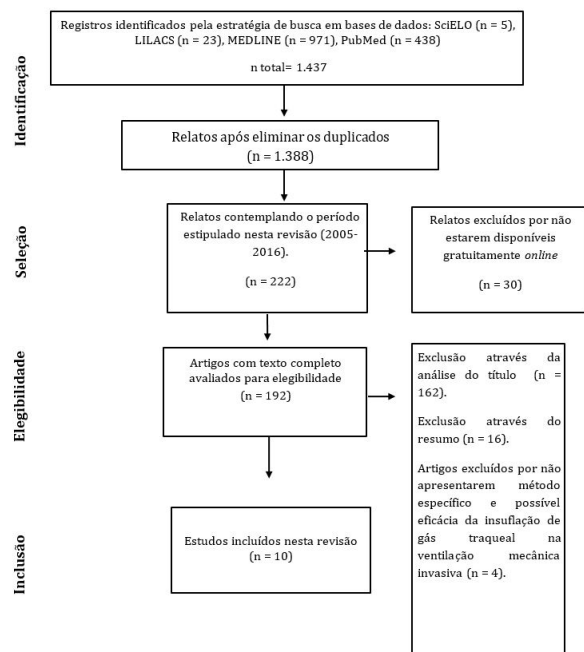 Identificação
Registros identificados pela estratégia de busca em bases de dados: SciELO (n = 5),
LILACS (n = 23), MEDLINE (n = 971), PubMed (n = 438)
n total= 1.437
Relatos após eliminar os duplicados
(n = 1.388)
Seleção
Relatos contemplando o período
estipulado nesta revisão (2005-
2016).
(n = 222)
Relatos excluídos por não
estarem disponíveis
gratuitamente online
(n = 30)
Elegibilidade
Artigos com texto completo
avaliados para elegibilidade
(n = 192)
Exclusão através da
análise do título (n =
162).
Exclusão através do
resumo (n = 16).
Artigos excluídos por não
apresentarem método
específico e possível
eficácia da insuflação de
gás traqueal na
ventilação mecânica
invasiva (n = 4).
Inclusão
Estudos incluídos nesta revisão
(n = 10)